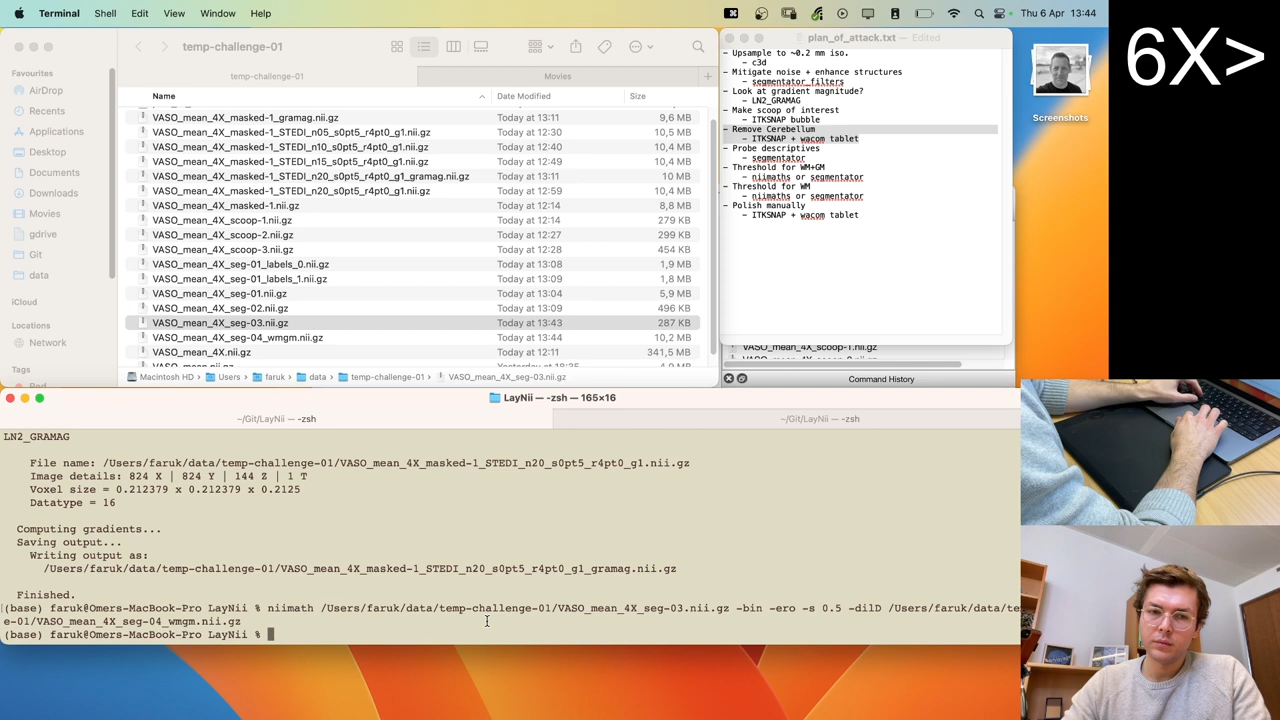 Terminal Shell Edit View Window Help
Thu 6 Apr 13:44
6X>
temp-challenge-01
temp-challenge-01 Movies
Favourites
AirDrop
Recents
Applications
Desktop
Documents
Downloads
Movies
gdrive
Git
data
iCloud
Locations
Network
Tags
Name Date Modified Size
VASO_mean_4X_masked-1_gramag.nii.gz Today at 13:11 9,6 MB
VASO_mean_4X_masked-1_STEDI_n05_s0pt5_r4pt0_g1.nii.gz Today at 12:30 10,5 MB
VASO_mean_4X_masked-1_STEDI_n10_s0pt5_r4pt0_g1.nii.gz Today at 12:40 10,4 MB
VASO_mean_4X_masked-1_STEDI_n15_s0pt5_r4pt0_g1.nii.gz Today at 12:49 10,4 MB
VASO_mean_4X_masked-1_STEDI_n20_s0pt5_r4pt0_g1_gramag.nii.gz Today at 13:11 10 MB
VASO_mean_4X_masked-1_STEDI_n20_s0pt5_r4pt0_g1.nii.gz Today at 12:59 10,4 MB
VASO_mean_4X_masked-1.nii.gz Today at 12:14 8,8 MB
VASO_mean_4X_scoop-1.nii.gz Today at 12:14 279 KB
VASO_mean_4X_scoop-2.nii.gz Today at 12:27 299 KB
VASO_mean_4X_scoop-3.nii.gz Today at 12:28 454 KB
VASO_mean_4X_seg-01_labels_0.nii.gz Today at 13:08 1,9 MB
VASO_mean_4X_seg-01_labels_1.nii.gz Today at 13:09 1,8 MB
VASO_mean_4X_seg-01.nii.gz Today at 13:04 5,9 MB
VASO_mean_4X_seg-02.nii.gz Today at 13:09 496 KB
VASO_mean_4X_seg-03.nii.gz Today at 13:43 287 KB
VASO_mean_4X_seg-04_wmgm.nii.gz Today at 13:44 10,2 MB
VASO_mean_4X.nii.gz Today at 12:11 341,5 MB
Macintosh HD › Users › faruk › data › temp-challenge-01 › VASO_mean_4X_seg-03.nii.gz
plan_of_attack.txt — Edited
- Upsample to ~0.2 mm iso.
- c3d
- Mitigate noise + enhance structures
- segmentator_filters
- Look at gradient magnitude?
- LN2_GRAMAG
- Make scoop of interest
- ITKSNAP bubble
- Remove Cerebellum
- ITKSNAP + wacom tablet
- Probe descriptives
- segmentator
- Threshold for WM+GM
- niimaths or segmentator
- Threshold for WM
- niimaths or segmentator
- Polish manually
- ITKSNAP + wacom tablet
VASO_mean_4X_scoop-1.nii.gz
Command History
Screenshots
LayNii — -zsh — 165×16
~/Git/LayNii — -zsh ~/Git/LayNii — -zsh
LN2_GRAMAG
File name: /Users/faruk/data/temp-challenge-01/VASO_mean_4X_masked-1_STEDI_n20_s0pt5_r4pt0_g1.nii.gz
Image details: 824 X | 824 Y | 144 Z | 1 T
Voxel size = 0.212379 x 0.212379 x 0.2125
Datatype = 16
Computing gradients...
Saving output...
Writing output as:
/Users/faruk/data/temp-challenge-01/VASO_mean_4X_masked-1_STEDI_n20_s0pt5_r4pt0_g1_gramag.nii.gz
Finished.
(base) faruk@Omers-MacBook-Pro LayNii % niimath /Users/faruk/data/temp-challenge-01/VASO_mean_4X_seg-03.nii.gz -bin -ero -s 0.5 -dilD /Users/faruk/data/te
e-01/VASO_mean_4X_seg-04_wmgm.nii.gz
(base) faruk@Omers-MacBook-Pro LayNii %